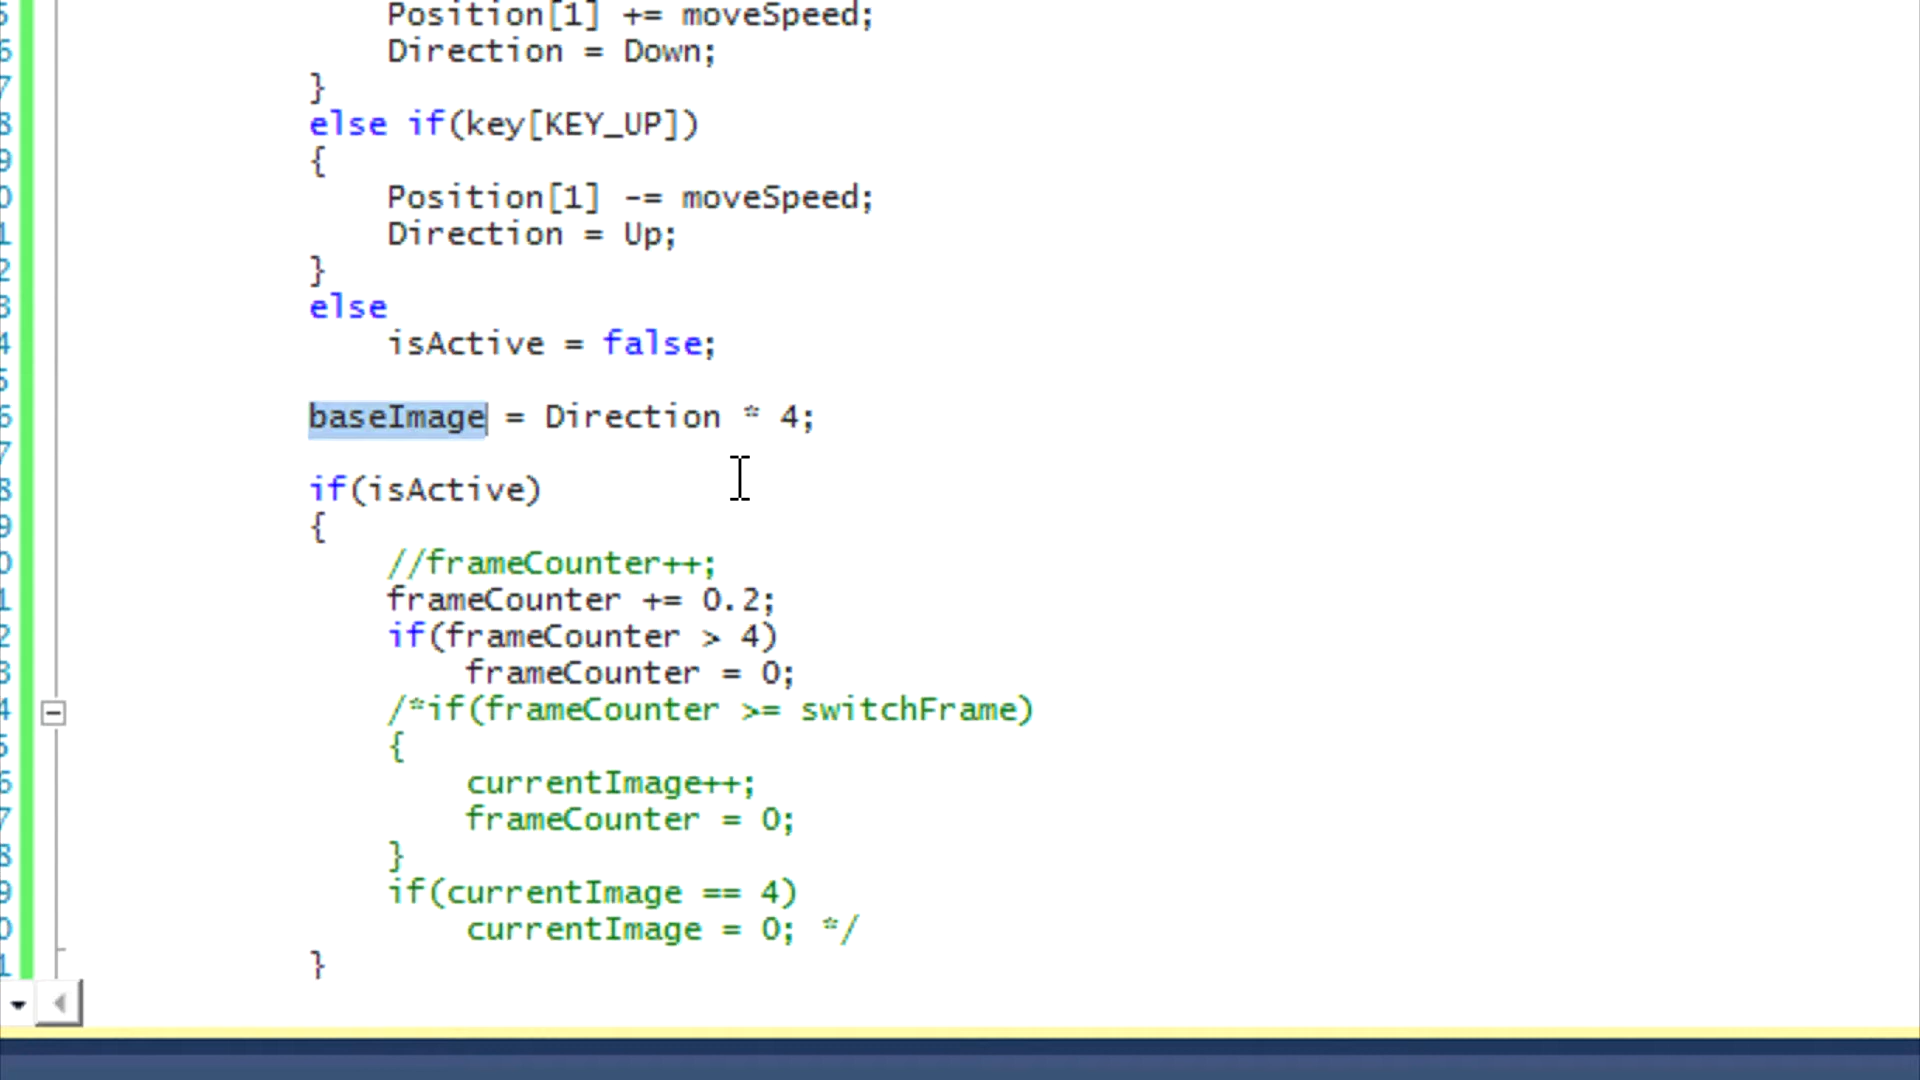 Position[1] += moveSpeed;
Direction = Down;
}
else if(key[KEY_UP])
{
Position[1] -= moveSpeed;
Direction = Up;
}
else
isActive = false;
baseImage = Direction * 4;
if(isActive)
{
//frameCounter++;
frameCounter += 0.2;
if(frameCounter > 4)
frameCounter = 0;
/*if(frameCounter >= switchFrame)
{
currentImage++;
frameCounter = 0;
}
if(currentImage == 4)
currentImage = 0; */
}